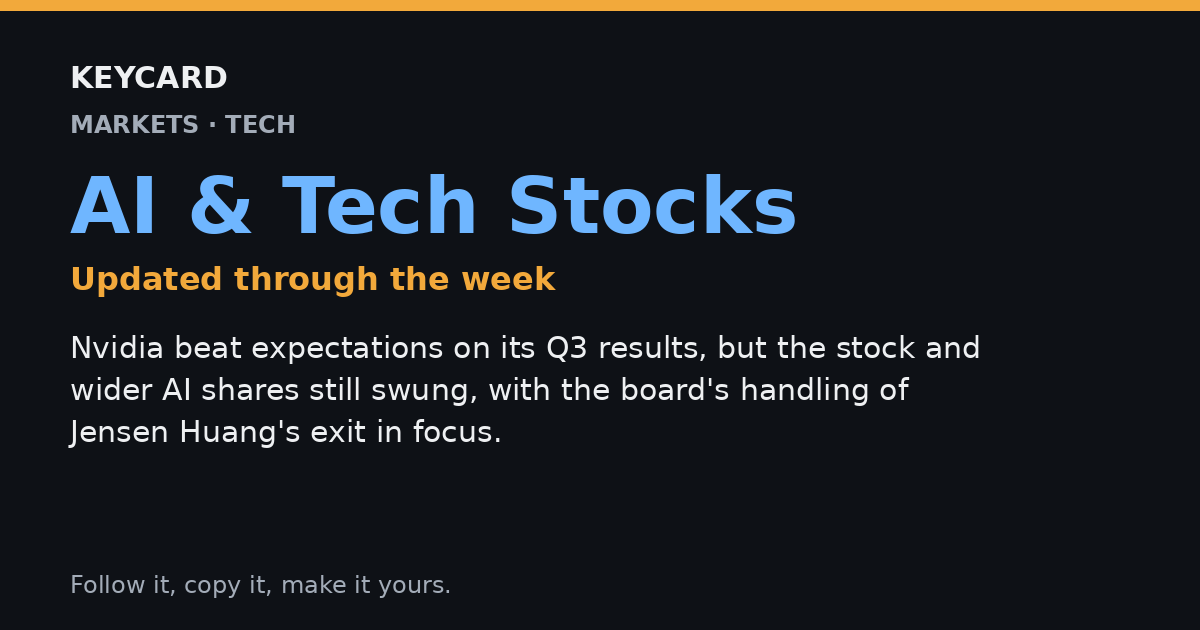 KEYCARD
MARKETS · TECH
AI & Tech Stocks
Updated through the week
Nvidia beat expectations on its Q3 results, but the stock and
wider AI shares still swung, with the board's handling of
Jensen Huang's exit in focus.
Follow it, copy it, make it yours.